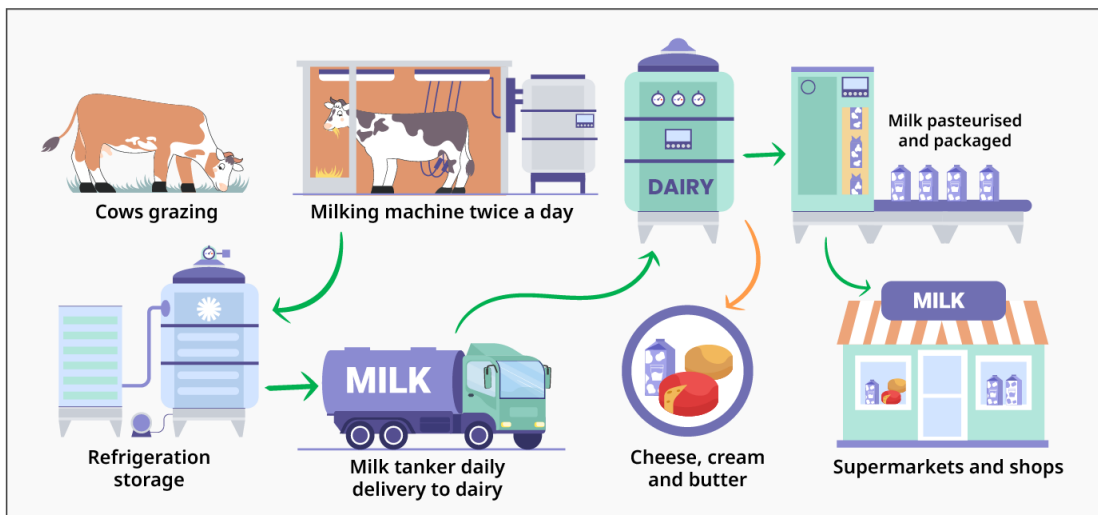 Cows grazing
Milking machine twice a day
DAIRY
Milk pasteurised
and packaged
Refrigeration
storage
MILK
Milk tanker daily
delivery to dairy
Cheese, cream
and butter
MILK
Supermarkets and shops